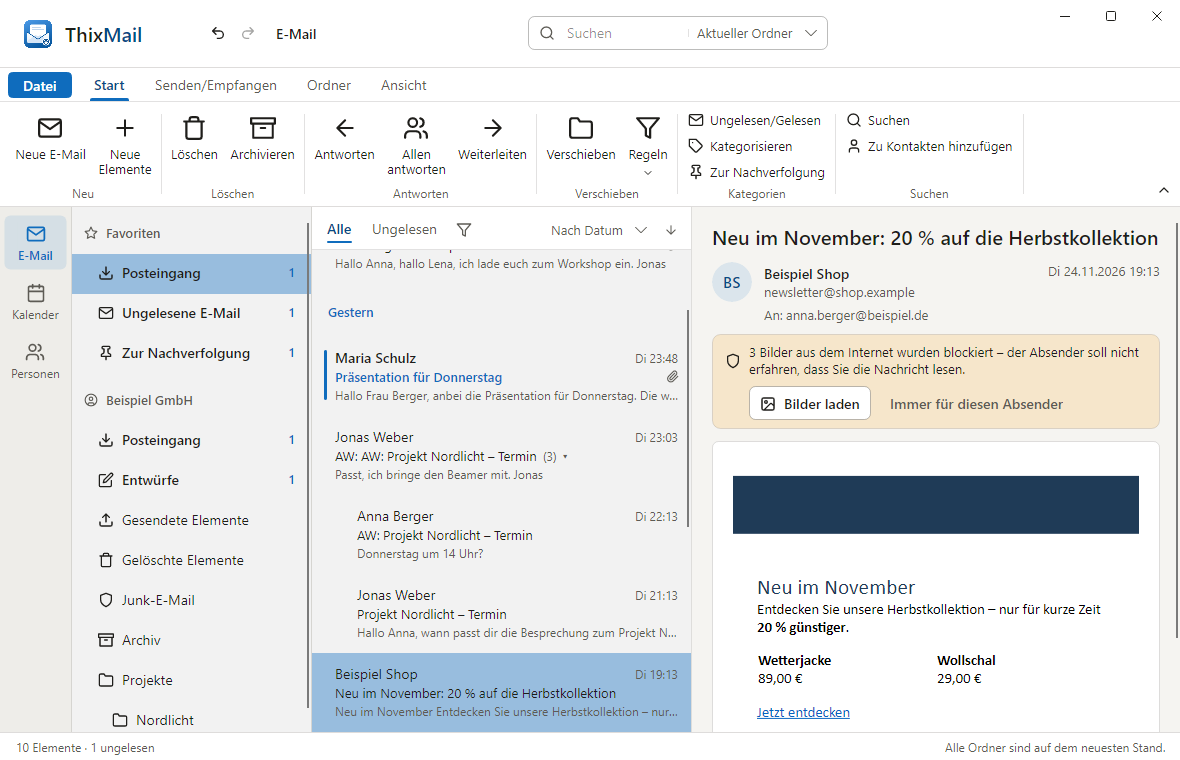 ThixMail
E-Mail
Suchen
Aktueller Ordner
Datei
Start
Senden/Empfangen
Ordner
Ansicht
Neue E-Mail
Neue
Elemente
Neu
Löschen
Archivieren
Löschen
Antworten
Allen
antworten
Weiterleiten
Antworten
Verschieben
Regeln
Verschieben
Ungelesen/Gelesen
Kategorisieren
Zur Nachverfolgung
Kategorien
Suchen
Zu Kontakten hinzufügen
Suchen
E-Mail
Kalender
Personen
Favoriten
Posteingang 1
Ungelesene E-Mail 1
Zur Nachverfolgung 1
Beispiel GmbH
Posteingang 1
Entwürfe 1
Gesendete Elemente
Gelöschte Elemente
Junk-E-Mail
Archiv
Projekte
Nordlicht
Alle
Ungelesen
Nach Datum
Hallo Anna, hallo Lena, ich lade euch zum Workshop ein. Jonas
Gestern
Maria Schulz Di 23:48
Präsentation für Donnerstag
Hallo Frau Berger, anbei die Präsentation für Donnerstag. Die w...
Jonas Weber Di 23:03
AW: AW: Projekt Nordlicht – Termin (3)
Passt, ich bringe den Beamer mit. Jonas
Anna Berger Di 22:13
AW: Projekt Nordlicht – Termin
Donnerstag um 14 Uhr?
Jonas Weber Di 21:13
Projekt Nordlicht – Termin
Hallo Anna, wann passt dir die Besprechung zum Projekt N...
Beispiel Shop Di 19:13
Neu im November: 20 % auf die Herbstkollektion
Neu im November Entdecken Sie unsere Herbstkollektion – nur...
Neu im November: 20 % auf die Herbstkollektion
BS
Beispiel Shop Di 24.11.2026 19:13
newsletter@shop.example
An: anna.berger@beispiel.de
3 Bilder aus dem Internet wurden blockiert – der Absender soll nicht
erfahren, dass Sie die Nachricht lesen.
Bilder laden
Immer für diesen Absender
Neu im November
Entdecken Sie unsere Herbstkollektion – nur für kurze Zeit
20 % günstiger.
Wetterjacke Wollschal
89,00 € 29,00 €
Jetzt entdecken
10 Elemente · 1 ungelesen
Alle Ordner sind auf dem neuesten Stand.